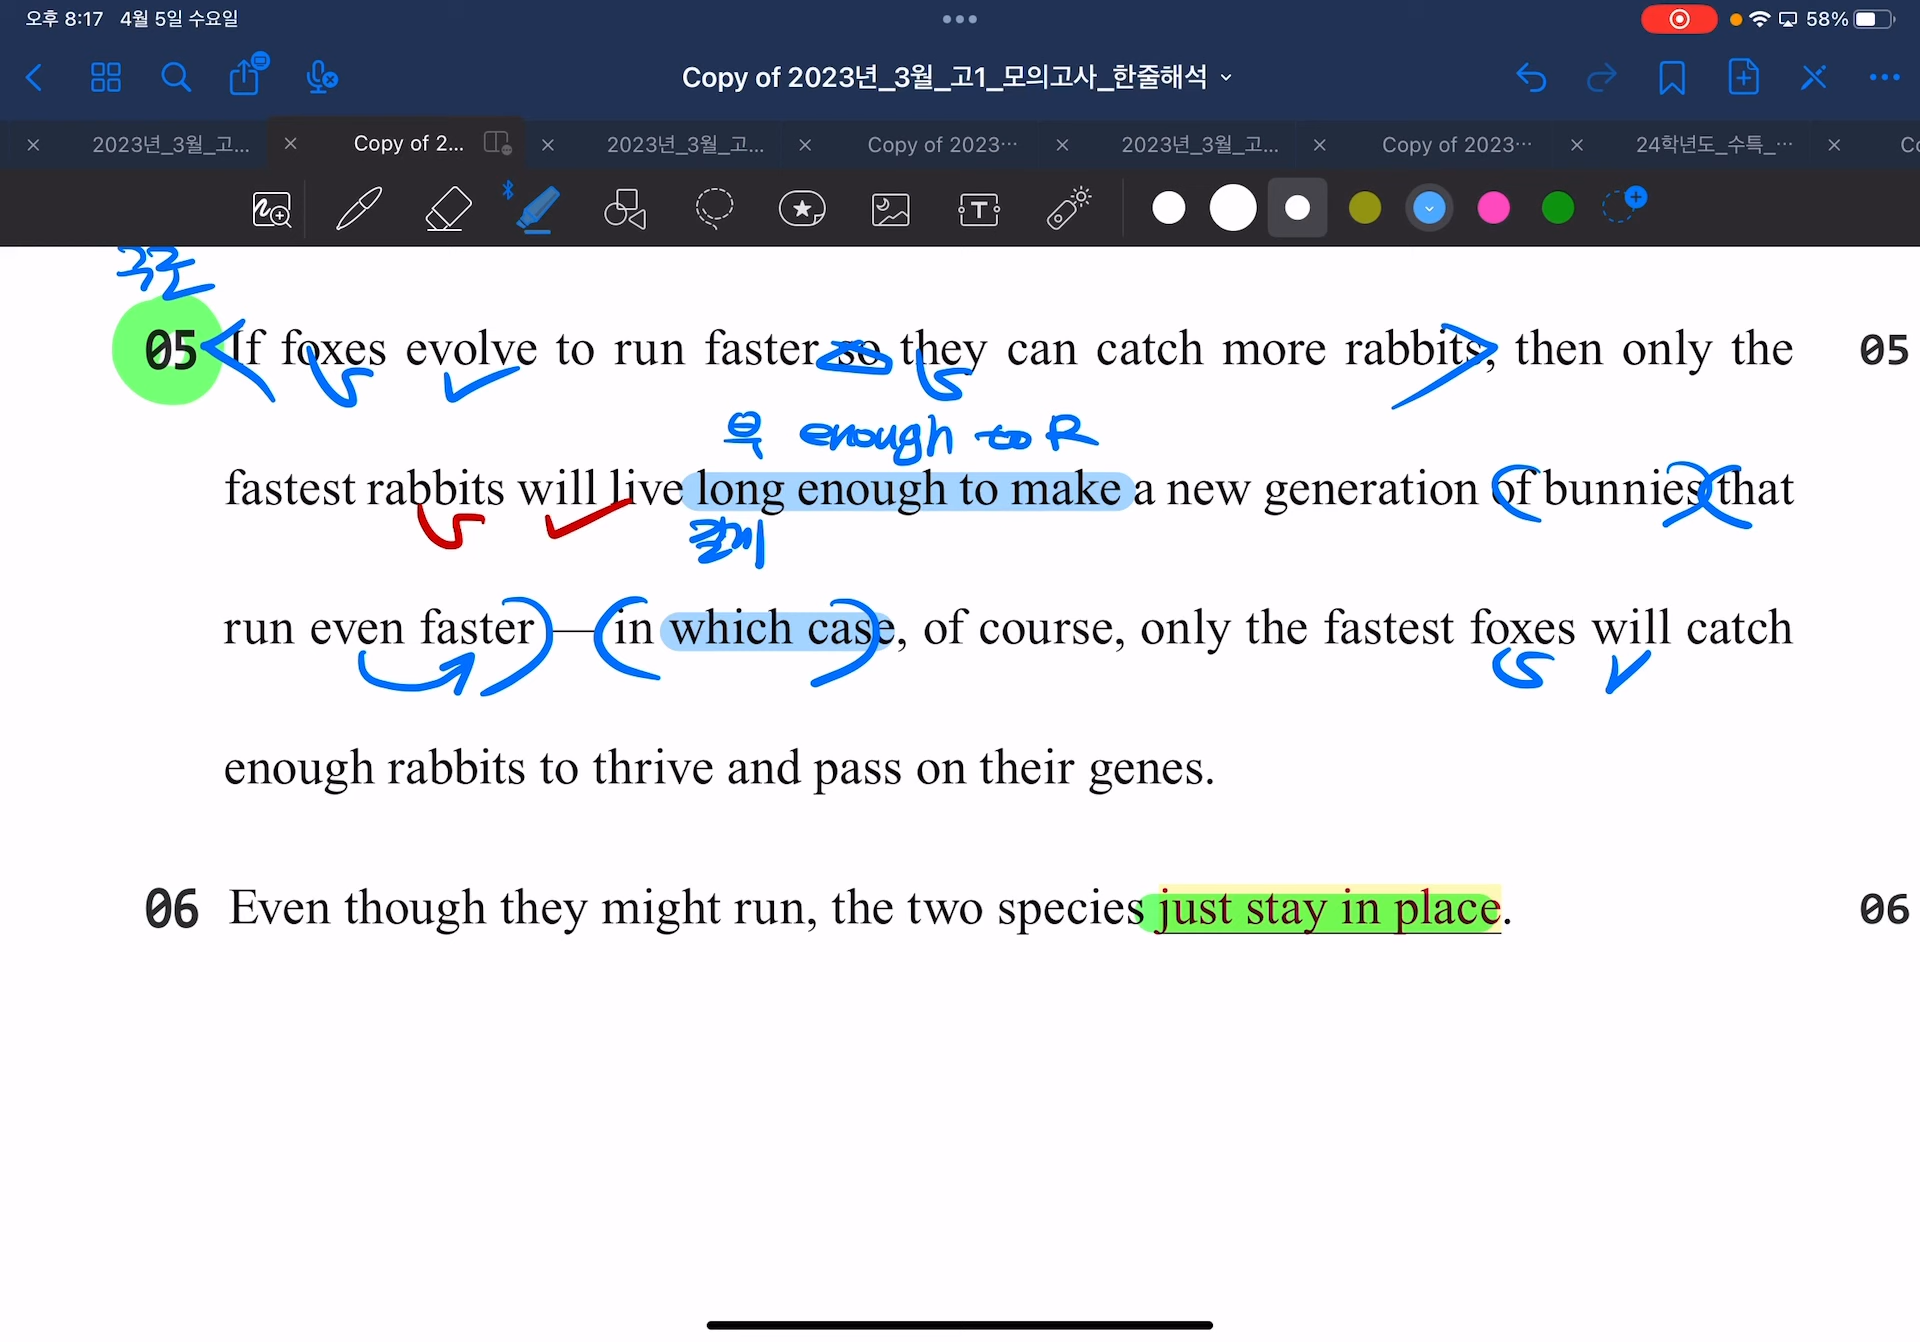 오후 8:17 4월 5일 수요일
58%
Copy of 2023년_3월_고1_모의고사_한줄해석
2023년_3월_고...
Copy of 2...
2023년_3월_고...
Copy of 2023...
2023년_3월_고...
Copy of 2023...
24학년도_수특_...
05 If foxes evolve to run faster so they can catch more rabbits, then only the 05
부 enough to R
fastest rabbits will live long enough to make a new generation of bunnies that
run even faster)—(in which case), of course, only the fastest foxes will catch
enough rabbits to thrive and pass on their genes.
06 Even though they might run, the two species just stay in place. 06